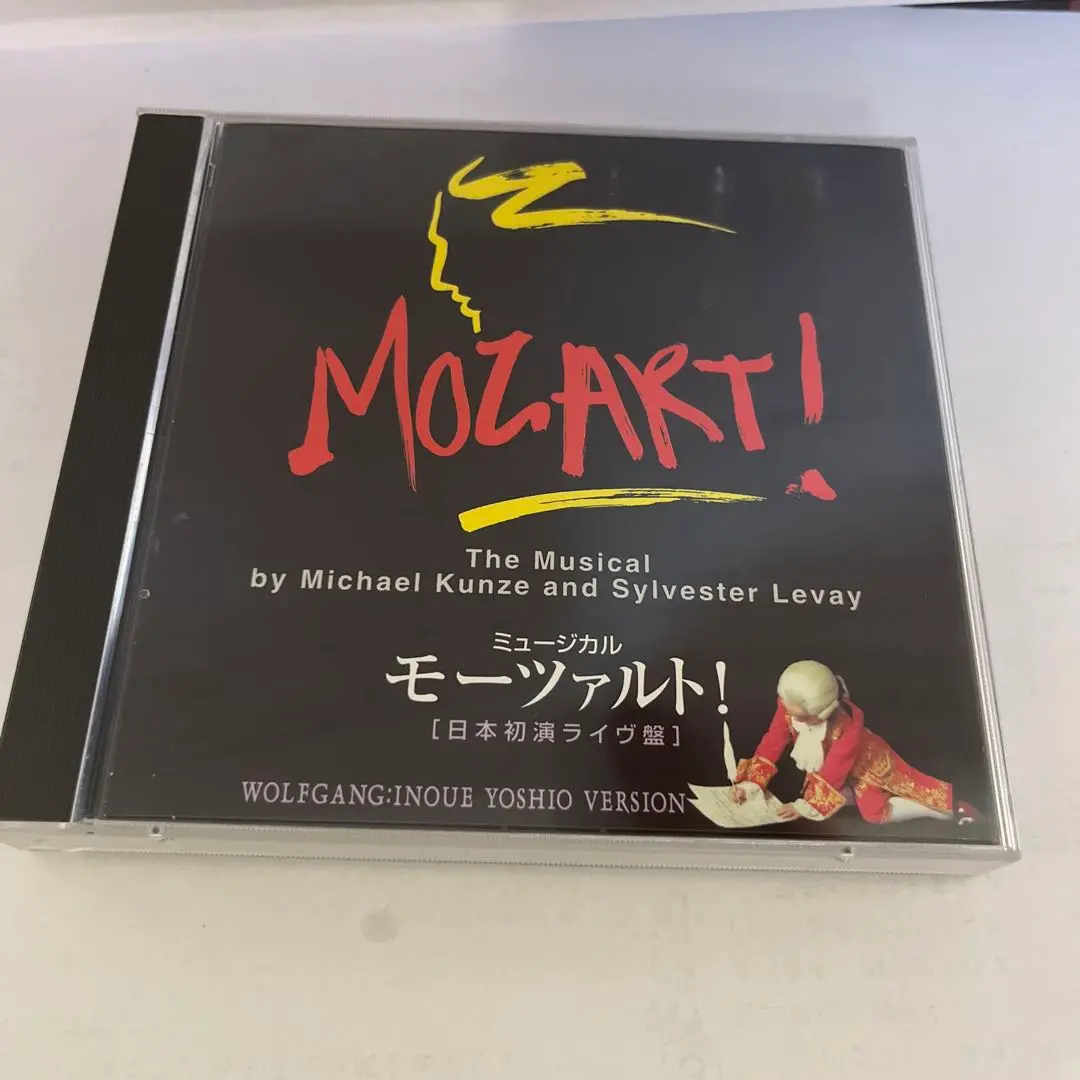 MOZART!
The Musical
by Michael Kunze and Sylvester Levay
ミュージカル
モーツァルト!
[日本初演ライヴ盤]
WOLFGANG:INOUE YOSHIO VERSION